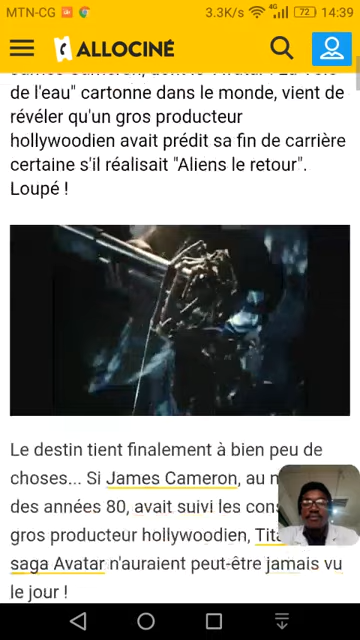 MTN-CG 3.3K/s 4G 72 14:39
ALLOCINÉ
de l'eau" cartonne dans le monde, vient de
révéler qu'un gros producteur
hollywoodien avait prédit sa fin de carrière
certaine s'il réalisait "Aliens le retour".
Loupé !
Le destin tient finalement à bien peu de
choses... Si James Cameron, au
des années 80, avait suivi les
gros producteur hollywoodien,
saga Avatar n'auraient peut-être jamais vu
le jour !